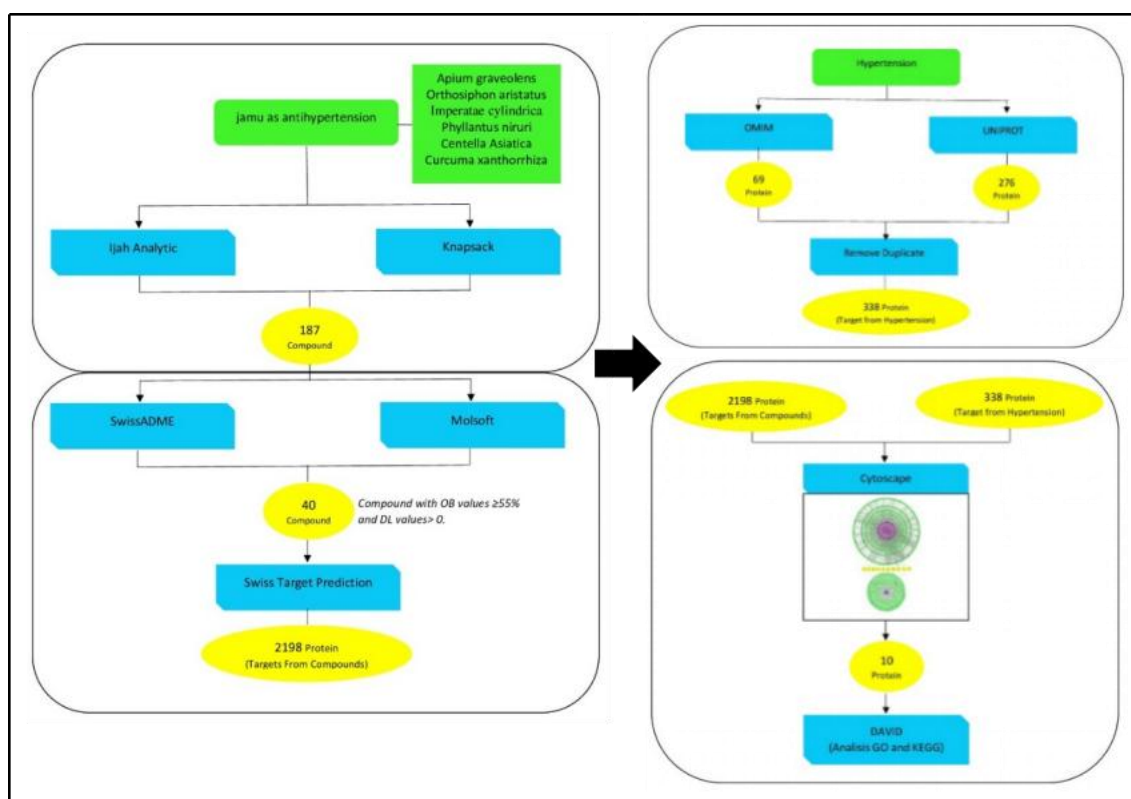 jamu as antihypertension
Apium graveolens
Orthosiphon aristatus
Imperatae cylindrica
Phyllantus niruri
Centella Asiatica
Curcuma xanthorrhiza
Ijah Analytic
Knapsack
187
Compound
SwissADME
Molsoft
40
Compound
Compound with OB values ≥55%
and DL values> 0.
Swiss Target Prediction
2198 Protein
(Targets From Compounds)
Hypertension
OMIM
UNIPROT
69
Protein
276
Protein
Remove Duplicate
338 Protein
(Target from Hypertension)
2198 Protein
(Targets From Compounds)
338 Protein
(Target from Hypertension)
Cytoscape
10
Protein
DAVID
(Analisis GO and KEGG)